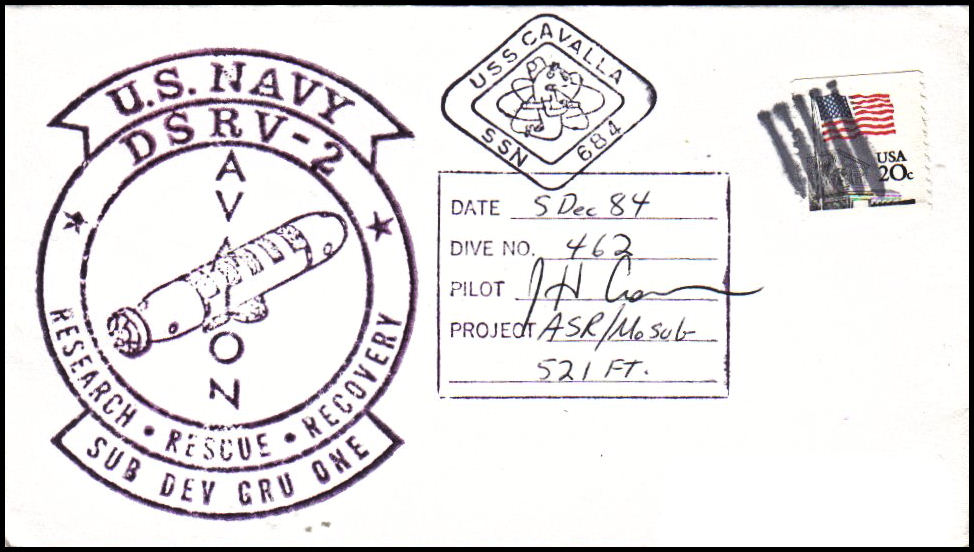 U.S. NAVY
DSRV-2
AVALON
RESEARCH • RESCUE • RECOVERY
SUB DEV GRU ONE
USS CAVALLA
SSN 684
DATE 5 Dec 84
DIVE NO. 462
PILOT J H
PROJECT ASR/Mosub
521 FT.
USA
20c